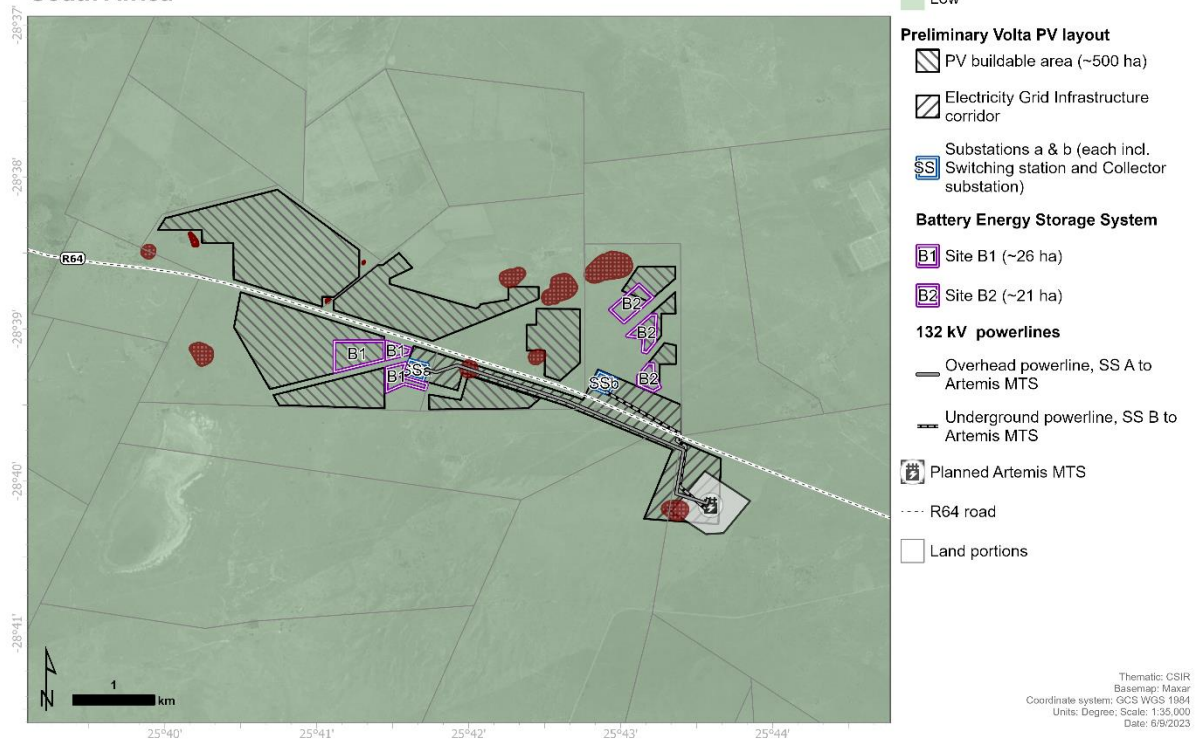 Low
Preliminary Volta PV layout
PV buildable area (~500 ha)
Electricity Grid Infrastructure
corridor
Substations a & b (each incl.
SS
Switching station and Collector
substation)
Battery Energy Storage System
B1 Site B1 (~26 ha)
B2 Site B2 (~21 ha)
132 kV powerlines
Overhead powerline, SS A to
Artemis MTS
Underground powerline, SS B to
Artemis MTS
Planned Artemis MTS
R64 road
Land portions
-28°37'
-28°38'
-28°39'
-28°40'
-28°41'
R64
B1
B1
B1
SSa
B2
B2
B2
SSb
N
1
km
25°40'
25°41'
25°42'
25°43'
25°44'
Thematic: CSIR
Basemap: Maxar
Coordinate system: GCS WGS 1984
Units: Degree; Scale: 1:35,000
Date: 6/9/2023